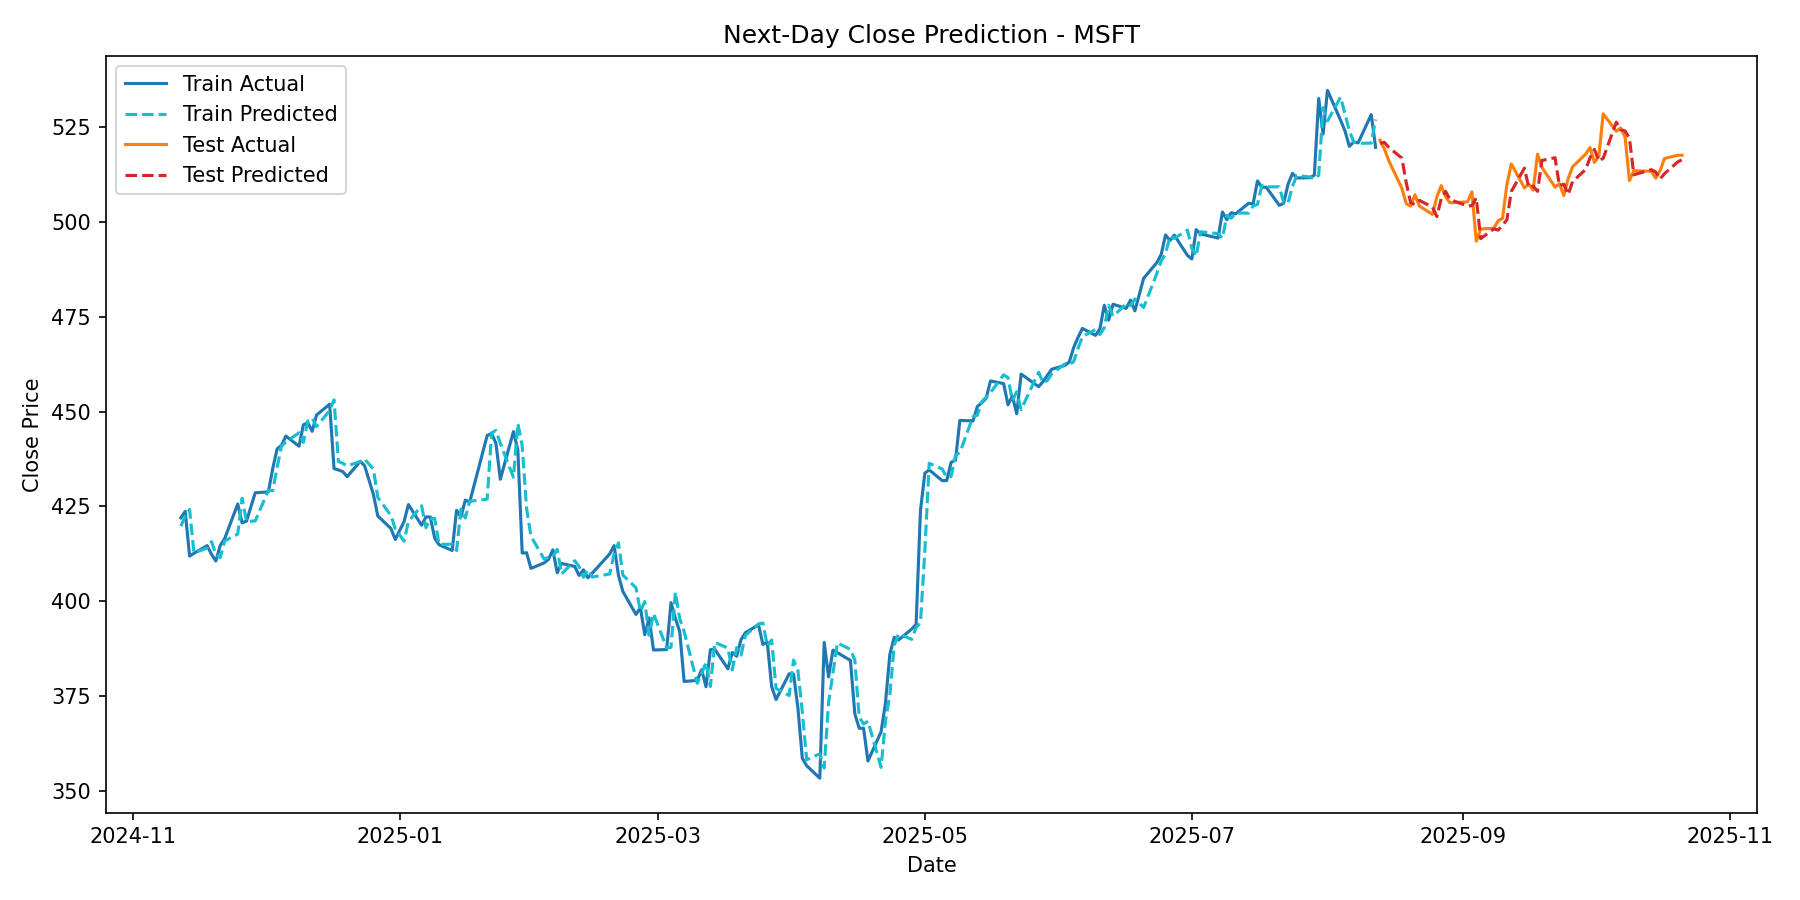 Next-Day Close Prediction - MSFT
Train Actual
Train Predicted
Test Actual
Test Predicted
Close Price
525
500
475
450
425
400
375
350
2024-11
2025-01
2025-03
2025-05
2025-07
2025-09
2025-11
Date